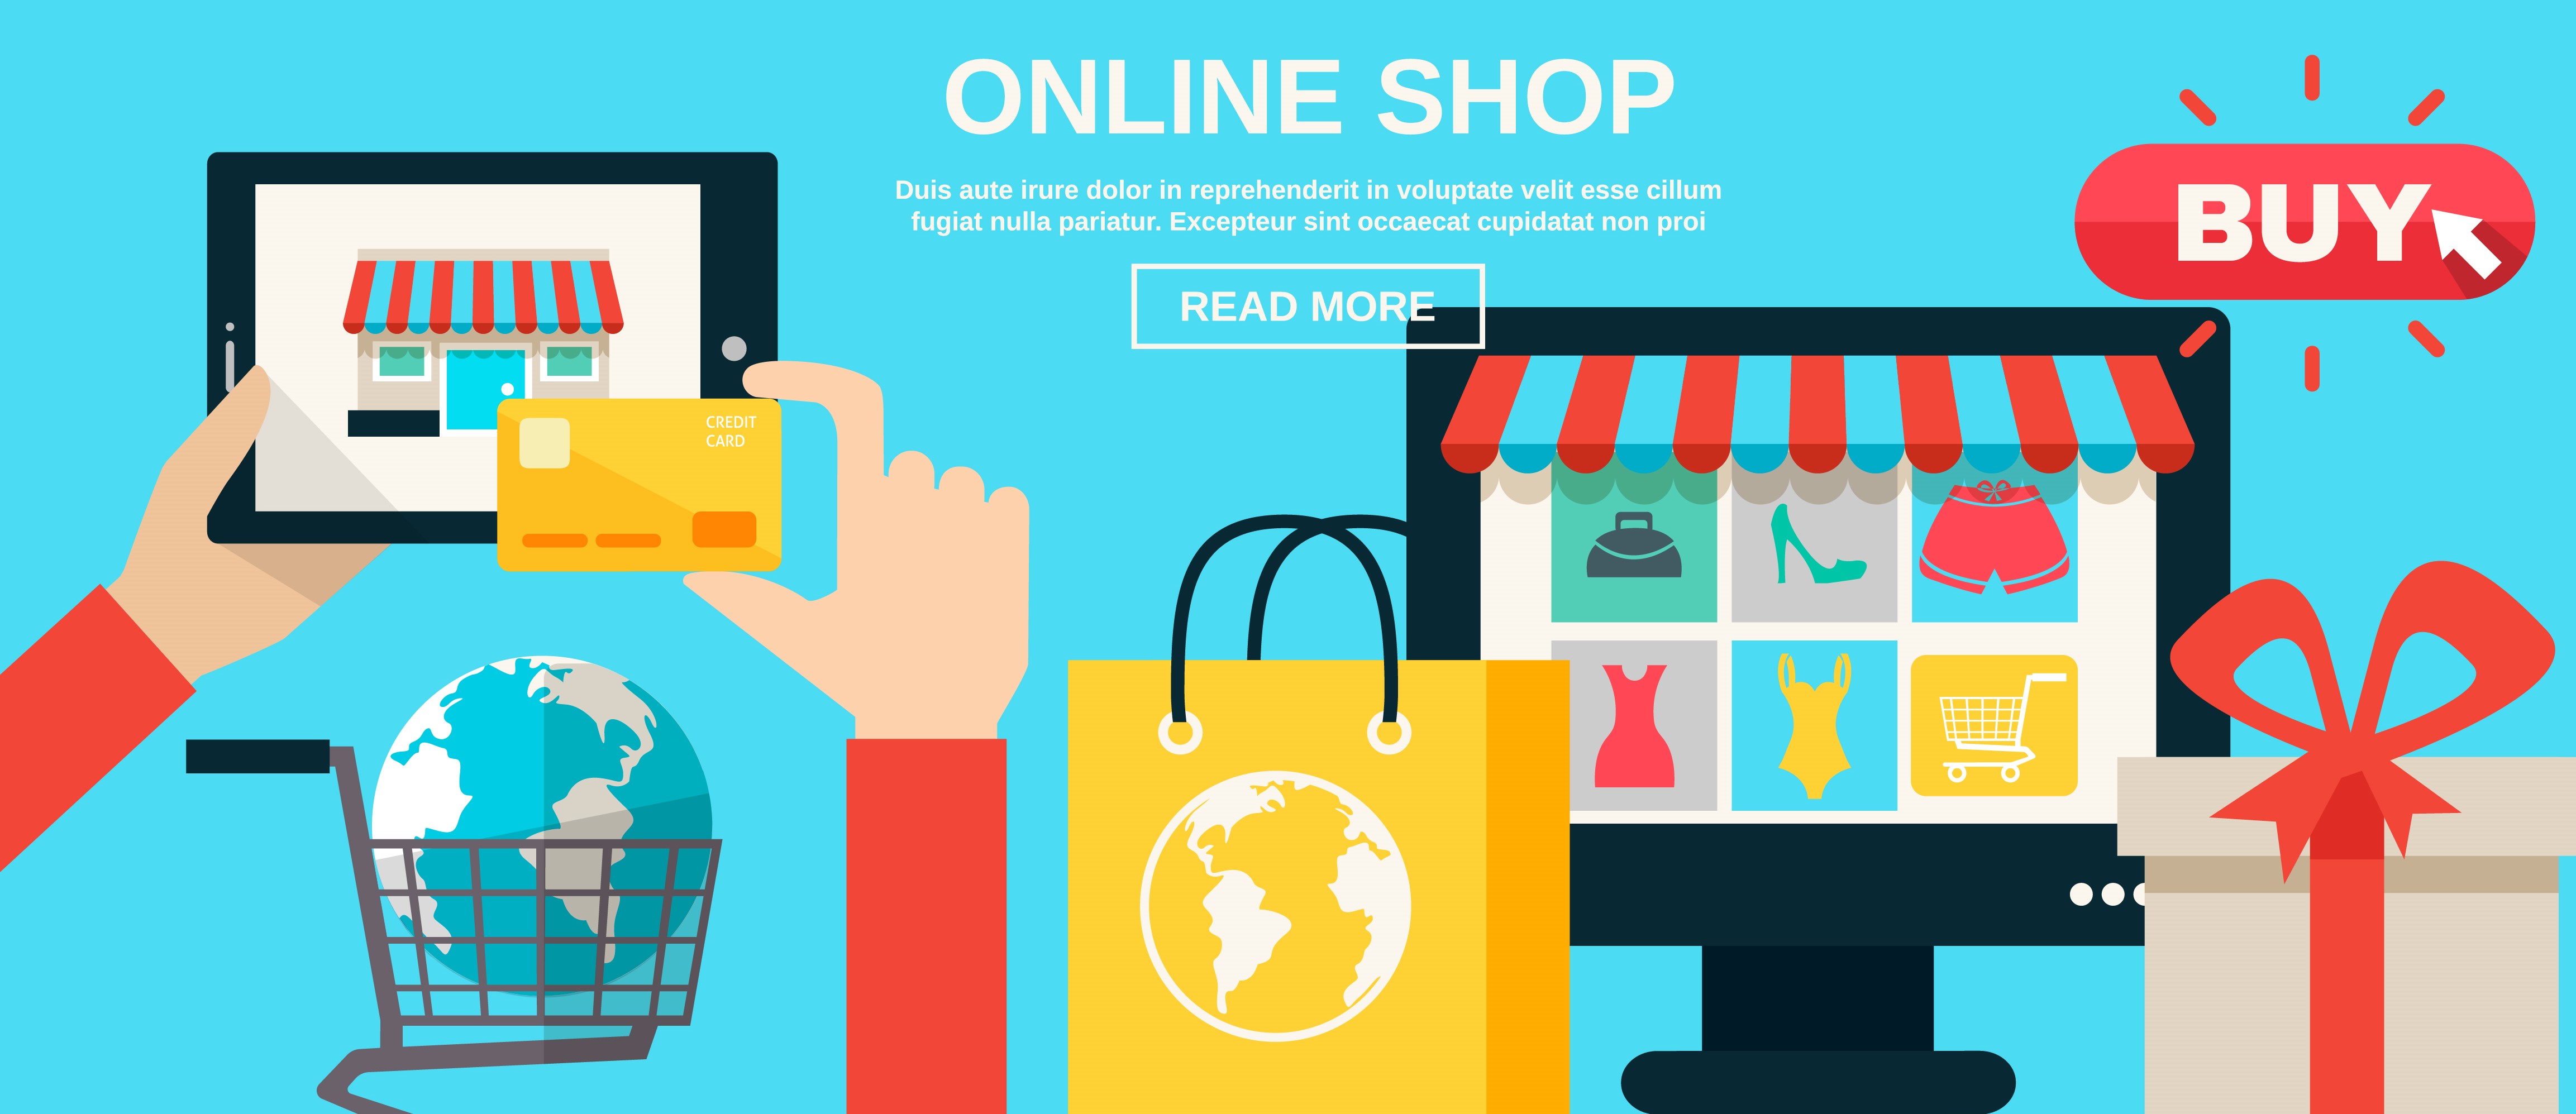 ONLINE SHOP
Duis aute irure dolor in reprehenderit in voluptate velit esse cillum
fugiat nulla pariatur. Excepteur sint occaecat cupidatat non proi
READ MORE
BUY
CREDIT
CARD